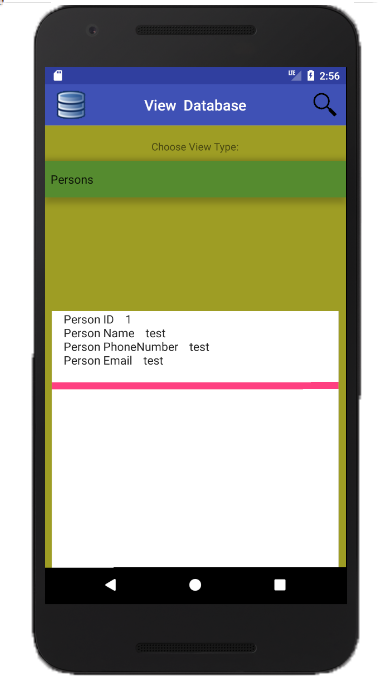 LTE 2:56
View Database
Choose View Type:
Persons
Person ID 1
Person Name test
Person PhoneNumber test
Person Email test